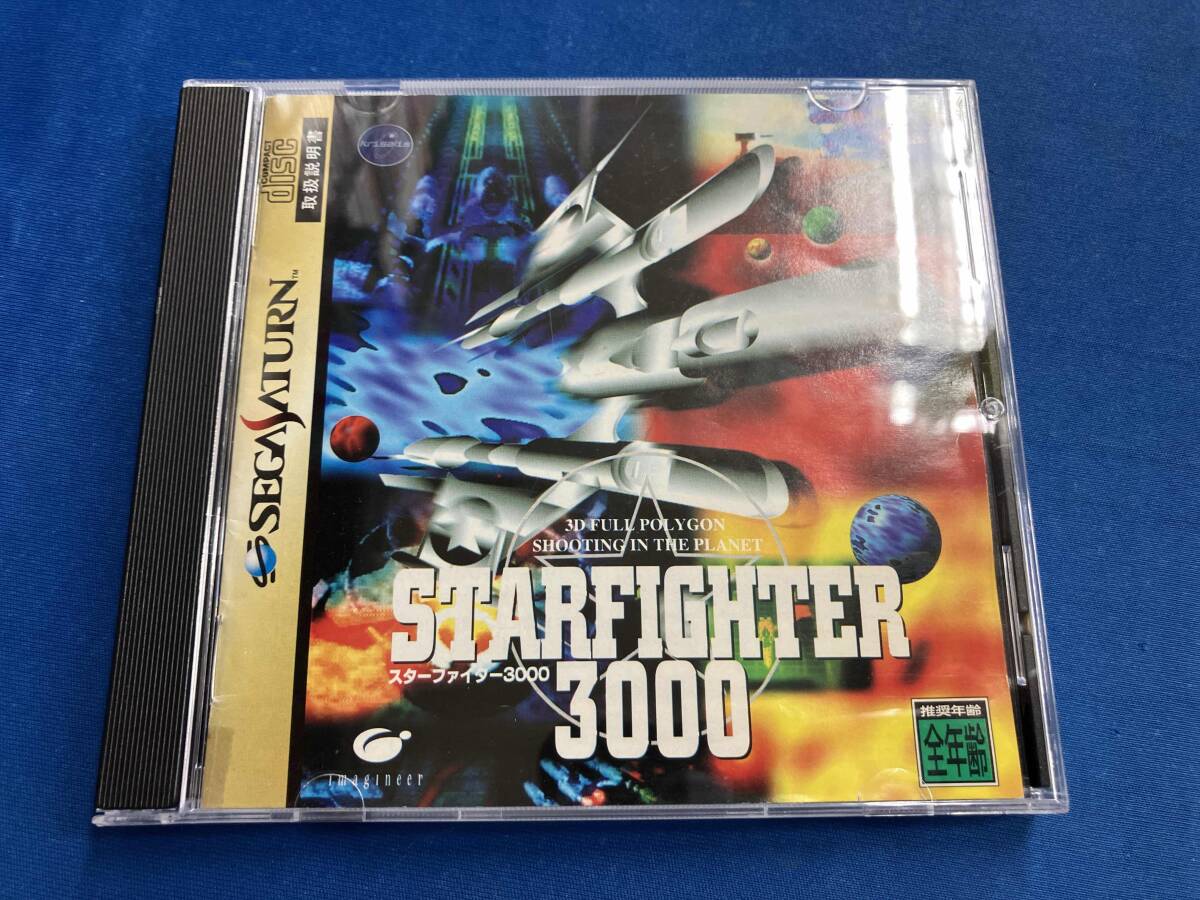 COMPACT
disc
取扱説明書
SEGA SATURN™
krisalis
3D FULL POLYGON
SHOOTING IN THE PLANET
STARFIGHTER
スターファイター3000
3000
imagineer
推奨年齢
全年齢